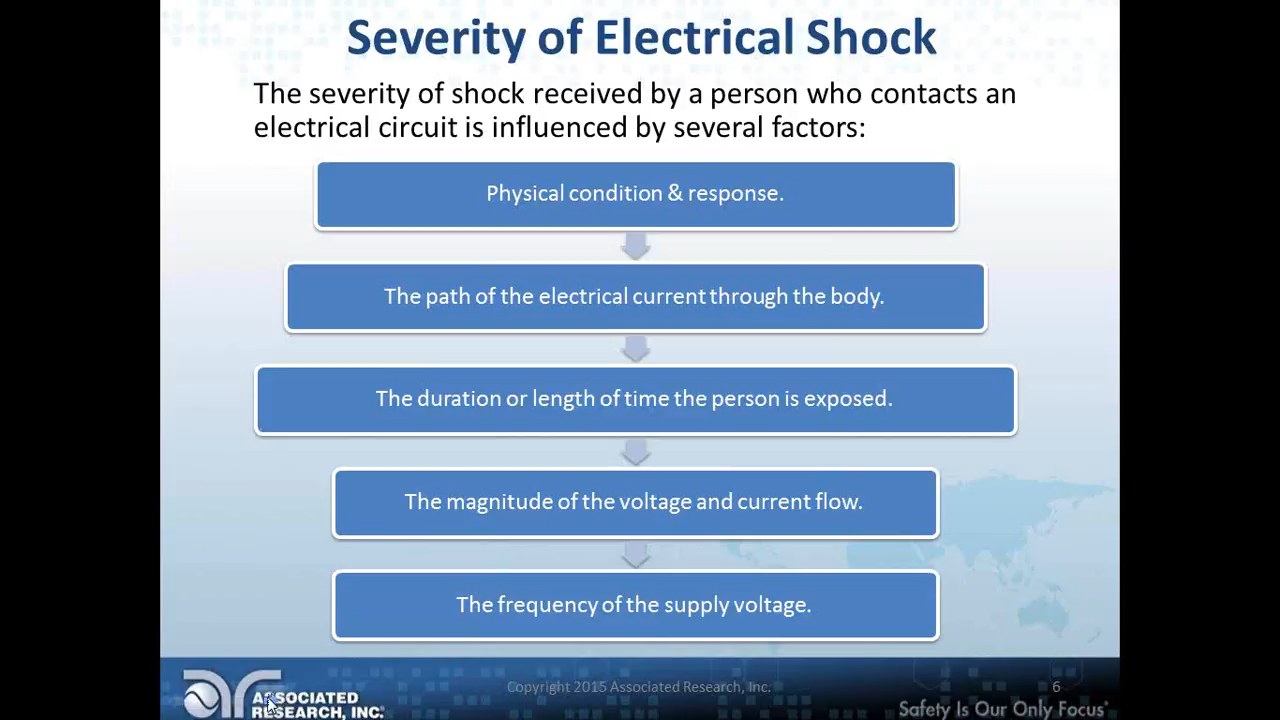 Severity of Electrical Shock
The severity of shock received by a person who contacts an
electrical circuit is influenced by several factors:
Physical condition & response.
The path of the electrical current through the body.
The duration or length of time the person is exposed.
The magnitude of the voltage and current flow.
The frequency of the supply voltage.
ar
ASSOCIATED
RESEARCH, INC.®
Copyright 2015 Associated Research, Inc.
6
Safety Is Our Only Focus®